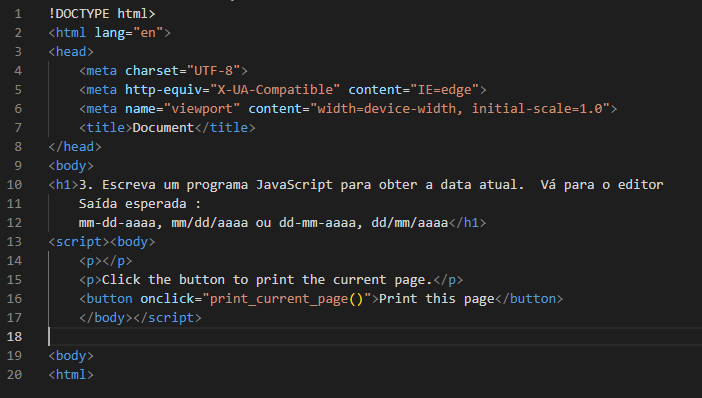 1 !DOCTYPE html>
2 <html lang="en">
3 <head>
4 <meta charset="UTF-8">
5 <meta http-equiv="X-UA-Compatible" content="IE=edge">
6 <meta name="viewport" content="width=device-width, initial-scale=1.0">
7 <title>Document</title>
8 </head>
9 <body>
10 <h1>3. Escreva um programa JavaScript para obter a data atual.  Vá para o editor
11 Saída esperada :
12 mm-dd-aaaa, mm/dd/aaaa ou dd-mm-aaaa, dd/mm/aaaa</h1>
13 <script><body>
14 <p></p>
15 <p>Click the button to print the current page.</p>
16 <button onclick="print_current_page()">Print this page</button>
17 </body></script>
18
19 <body>
20 <html>